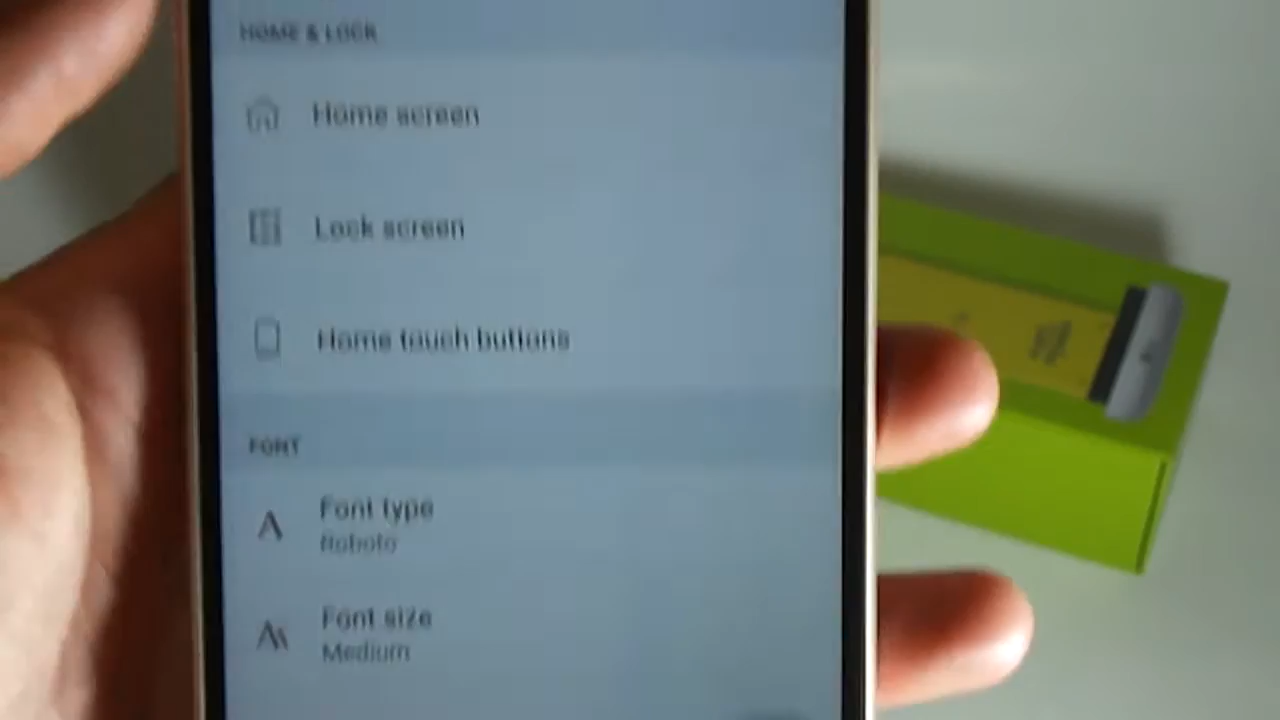 HOME & LOCK
Home screen
Lock screen
Home touch buttons
FONT
Font type
Roboto
Font size
Medium